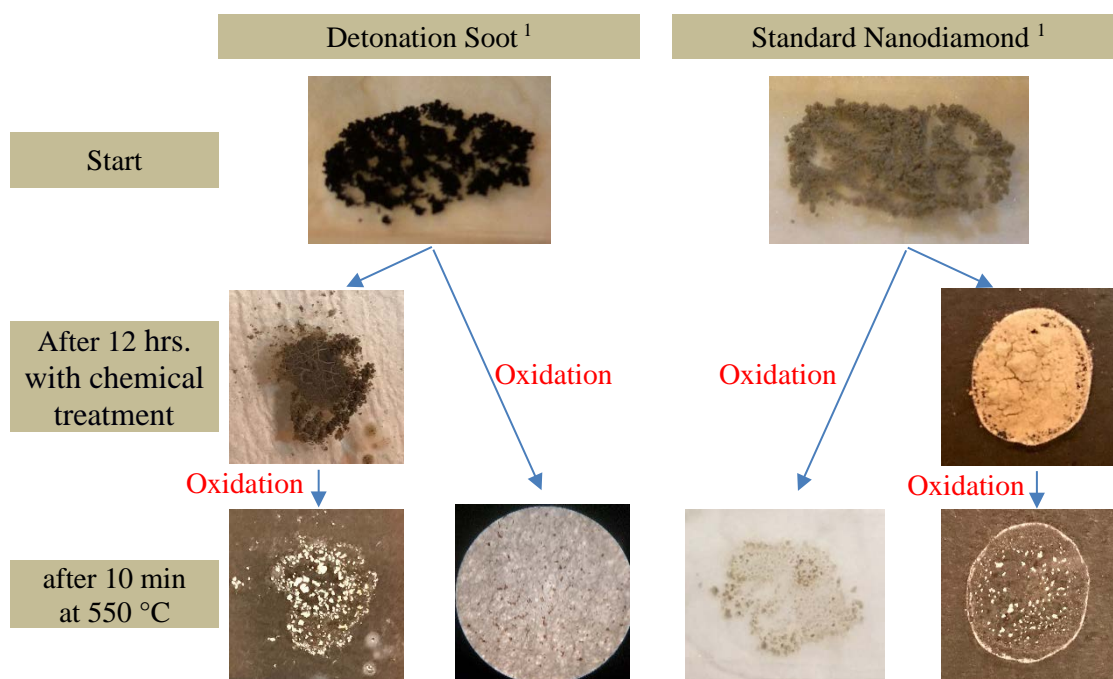 Detonation Soot 1
Standard Nanodiamond 1
Start
After 12 hrs.
with chemical
treatment
Oxidation
Oxidation
Oxidation
Oxidation
after 10 min
at 550 °C